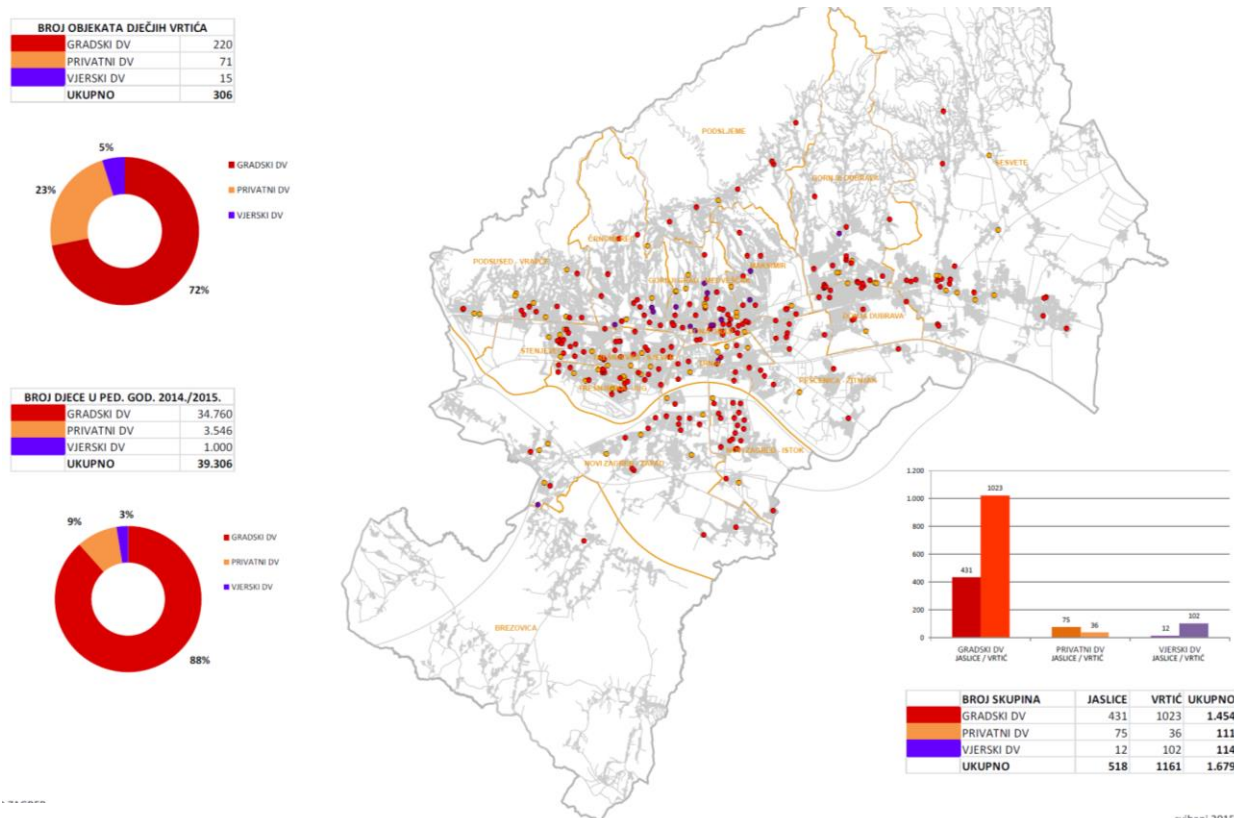 BROJ OBJEKATA DJEČJIH VRTIĆA
GRADSKI DV 220
PRIVATNI DV 71
VJERSKI DV 15
UKUPNO 306
5%
23%
72%
GRADSKI DV
PRIVATNI DV
VJERSKI DV
BROJ DJECE U PED. GOD. 2014./2015.
GRADSKI DV 34.760
PRIVATNI DV 3.546
VJERSKI DV 1.000
UKUPNO 39.306
9%
3%
88%
GRADSKI DV
PRIVATNI DV
VJERSKI DV
PODSLJEME
SESVETE
GORNJA DUBRAVA
ČRNOMEREC
PODSUSED - VRAPČE
MAKSIMIR
DONJA DUBRAVA
PEŠČENICA - ŽITNJAK
NOVI ZAGREB - ZAPAD
NOVI ZAGREB - ISTOK
BREZOVICA
1.200
1.000
800
600
400
200
0
431
1023
75
36
12
102
GRADSKI DV
JASLICE / VRTIĆ
PRIVATNI DV
JASLICE / VRTIĆ
VJERSKI DV
JASLICE / VRTIĆ
BROJ SKUPINA JASLICE VRTIĆ UKUPNO
GRADSKI DV 431 1023 1.454
PRIVATNI DV 75 36 111
VJERSKI DV 12 102 114
UKUPNO 518 1161 1.679